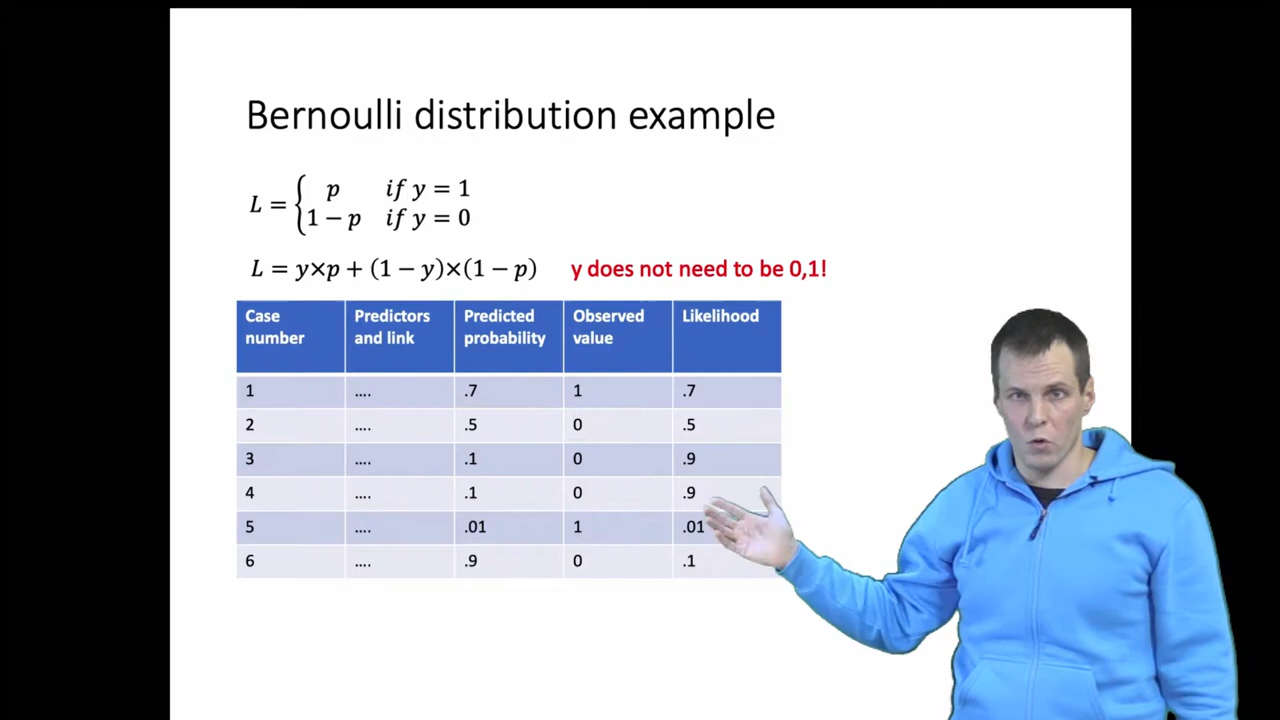 Bernoulli distribution example
L = { p if y = 1
1 − p if y = 0
L = y×p + (1 − y)×(1 − p) y does not need to be 0,1!
Case number Predictors and link Predicted probability Observed value Likelihood
1 .... .7 1 .7
2 .... .5 0 .5
3 .... .1 0 .9
4 .... .1 0 .9
5 .... .01 1 .01
6 .... .9 0 .1